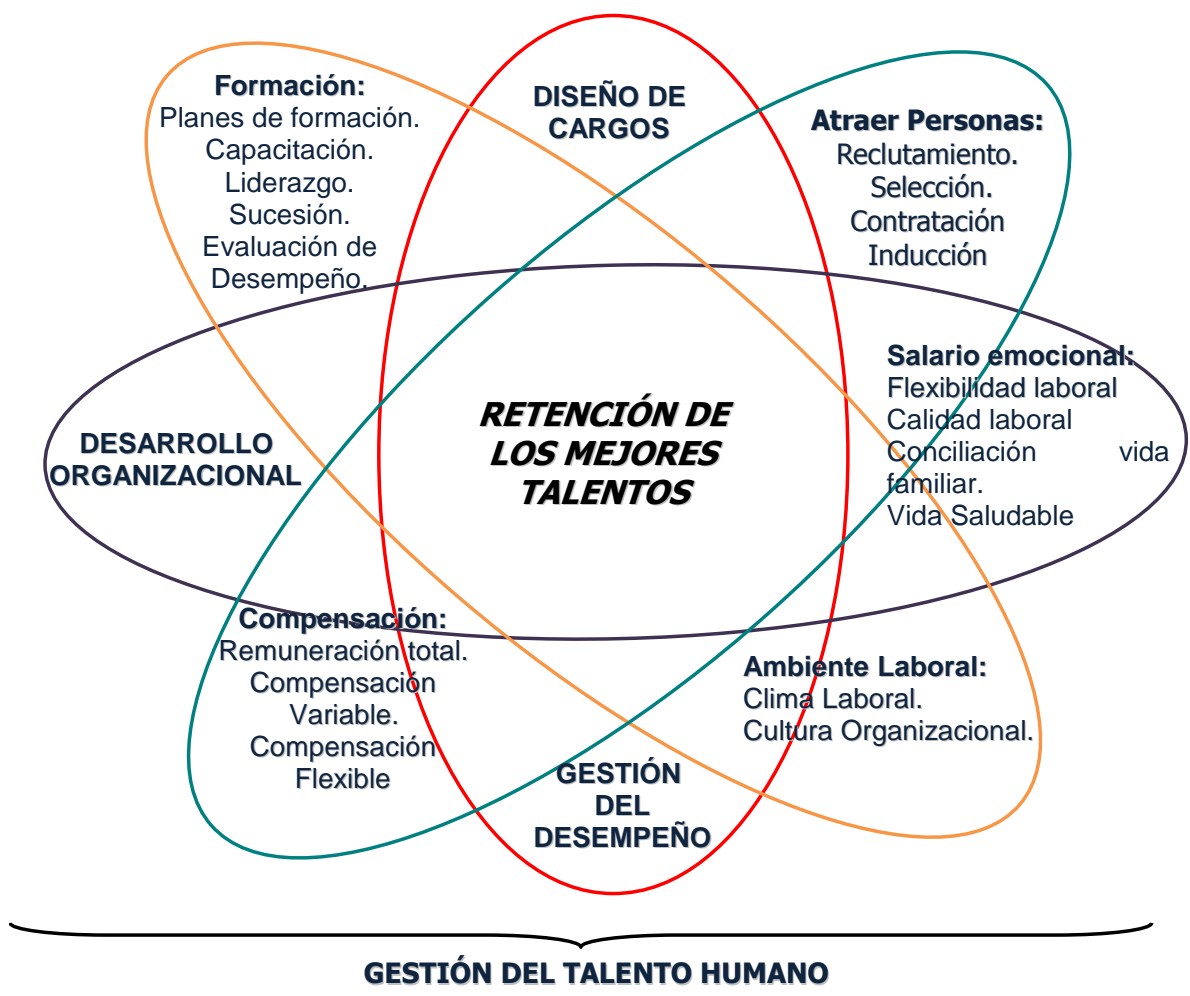 Formación:
Planes de formación.
Capacitación.
Liderazgo.
Sucesión.
Evaluación de
Desempeño.
DISEÑO DE
CARGOS
Atraer Personas:
Reclutamiento.
Selección.
Contratación
Inducción
DESARROLLO
ORGANIZACIONAL
RETENCIÓN DE
LOS MEJORES
TALENTOS
Salario emocional:
Flexibilidad laboral
Calidad laboral
Conciliación vida
familiar.
Vida Saludable
Compensación:
Remuneración total.
Compensación
Variable.
Compensación
Flexible
GESTIÓN
DEL
DESEMPEÑO
Ambiente Laboral:
Clima Laboral.
Cultura Organizacional.
GESTIÓN DEL TALENTO HUMANO